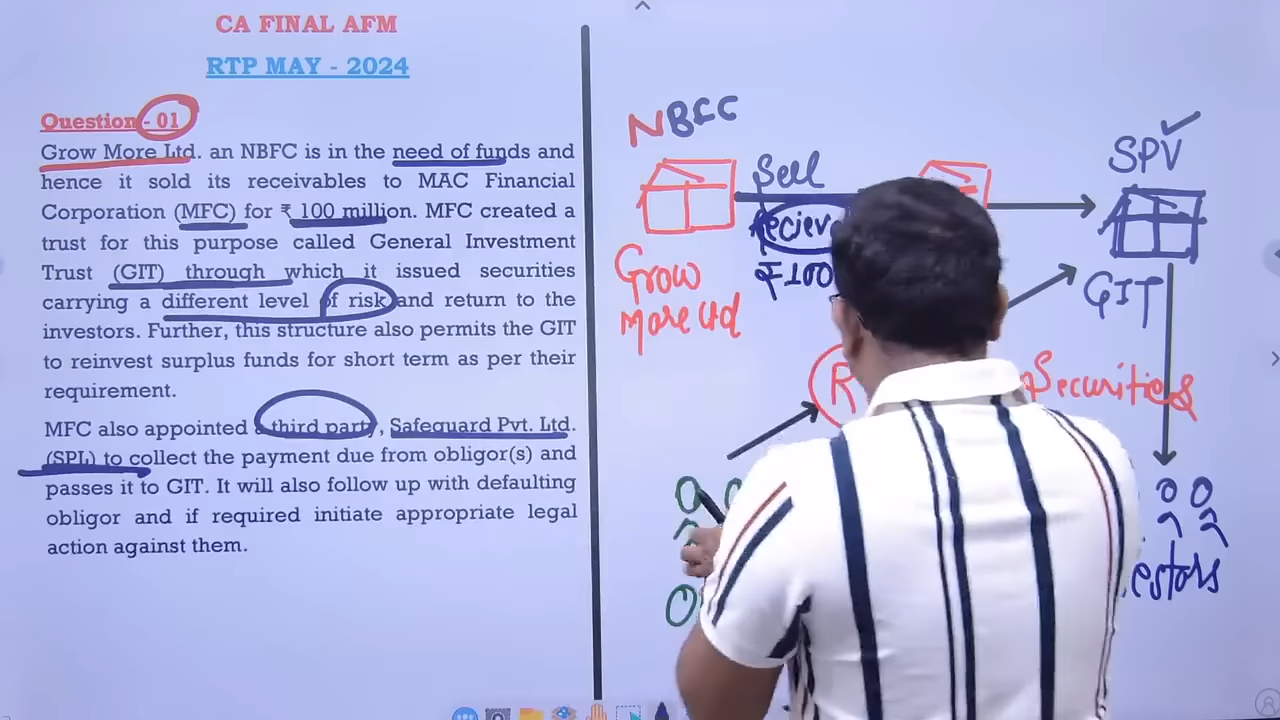 CA FINAL AFM
RTP MAY - 2024
Question - 01
Grow More Ltd. an NBFC is in the need of funds and
hence it sold its receivables to MAC Financial
Corporation (MFC) for ₹ 100 million. MFC created a
trust for this purpose called General Investment
Trust (GIT) through which it issued securities
carrying a different level of risk and return to the
investors. Further, this structure also permits the GIT
to reinvest surplus funds for short term as per their
requirement.
MFC also appointed a third party, Safeguard Pvt. Ltd.
(SPL) to collect the payment due from obligor(s) and
passes it to GIT. It will also follow up with defaulting
obligor and if required initiate appropriate legal
action against them.
NBFC
Sell
₹100
Grow
More Ltd
SPV
GIT
R
Securities